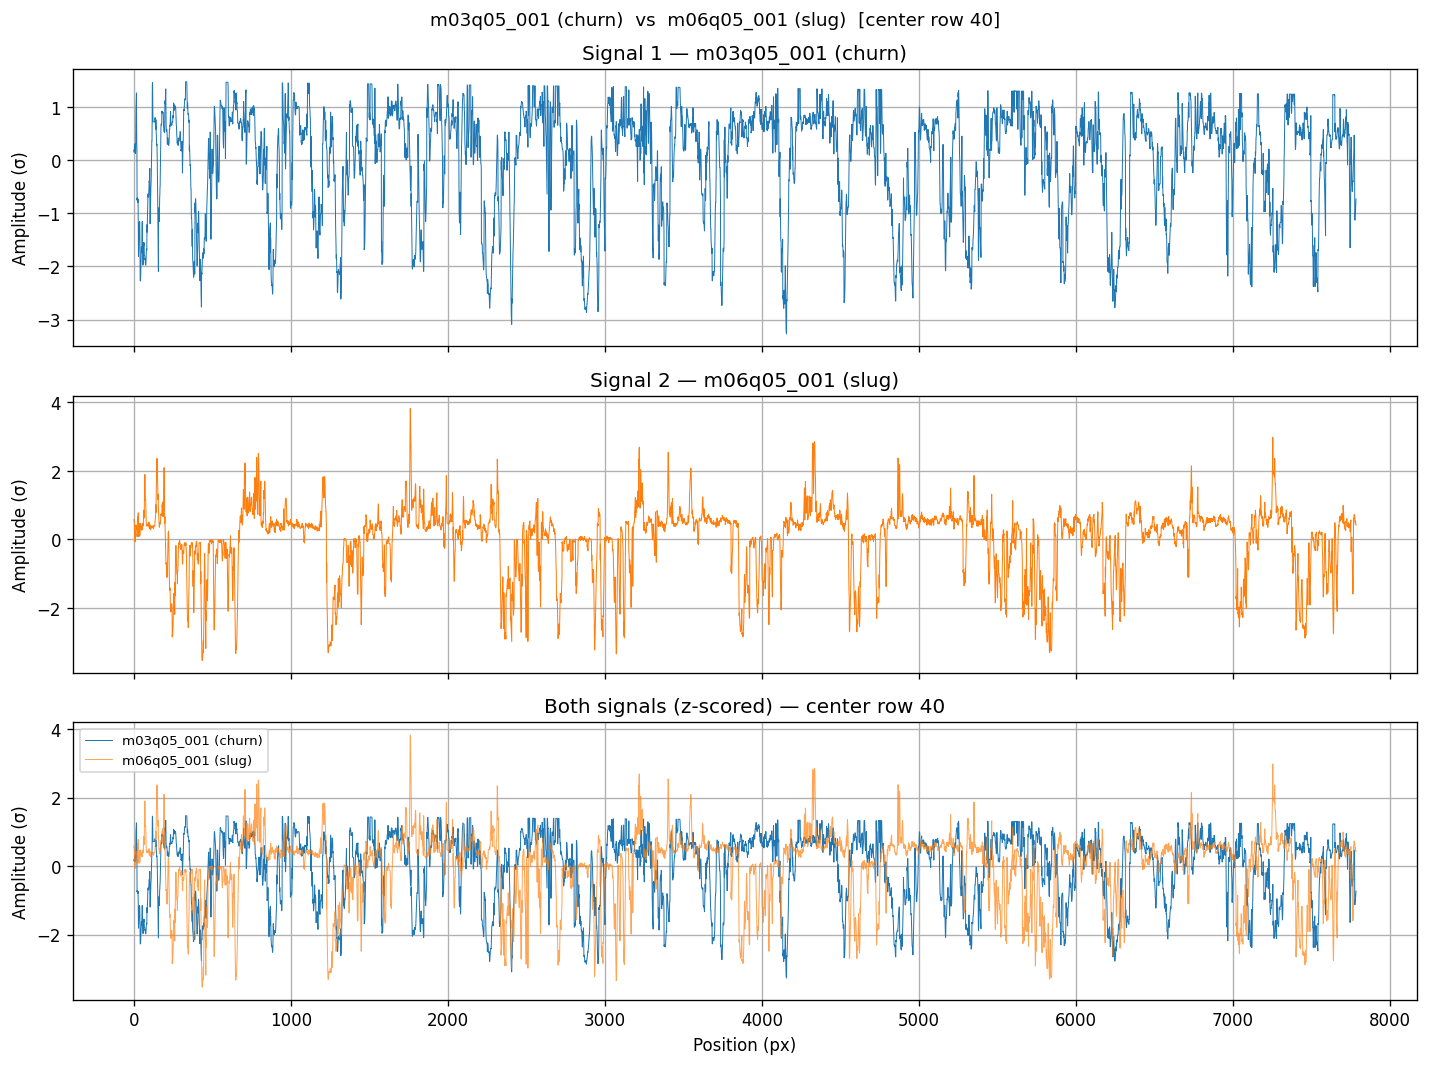 m03q05_001 (churn)  vs  m06q05_001 (slug)  [center row 40]
Signal 1 — m03q05_001 (churn)
Amplitude (σ)
1
0
−1
−2
−3
Signal 2 — m06q05_001 (slug)
Amplitude (σ)
4
2
0
−2
Both signals (z-scored) — center row 40
Amplitude (σ)
4
2
0
−2
m03q05_001 (churn)
m06q05_001 (slug)
0 1000 2000 3000 4000 5000 6000 7000 8000
Position (px)